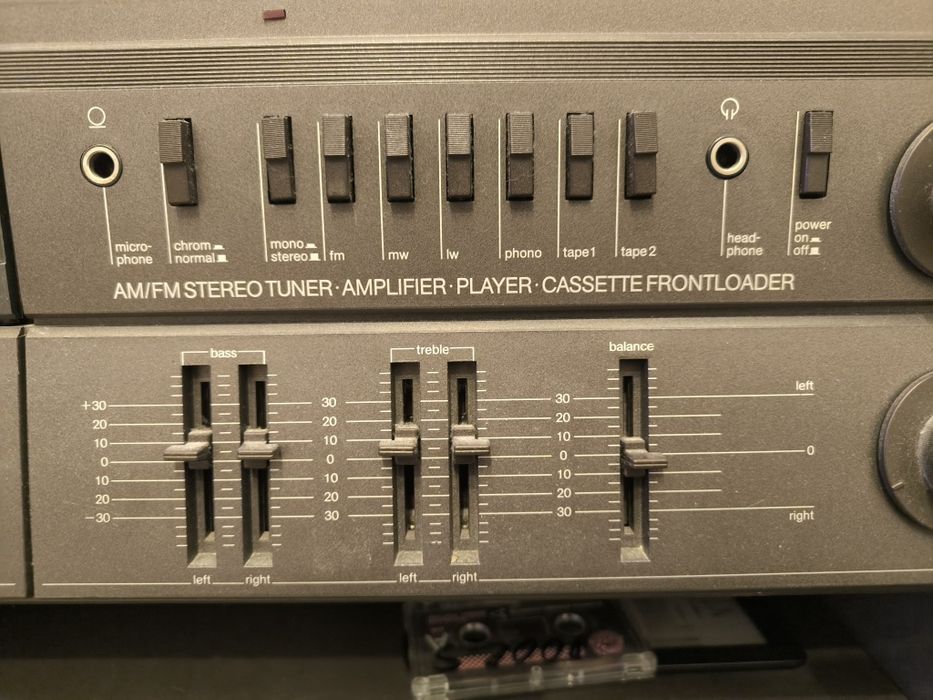 micro-
phone
chrom
normal
mono
stereo
fm
mw
lw
phono
tape1
tape2
head-
phone
power
on
off
AM/FM STEREO TUNER · AMPLIFIER · PLAYER · CASSETTE FRONTLOADER
bass
treble
balance
left
+30 30 30
20 20 20
10 10 10
0 0 0 0
10 10 10
20 20 20
−30 30 30
right
left right left right